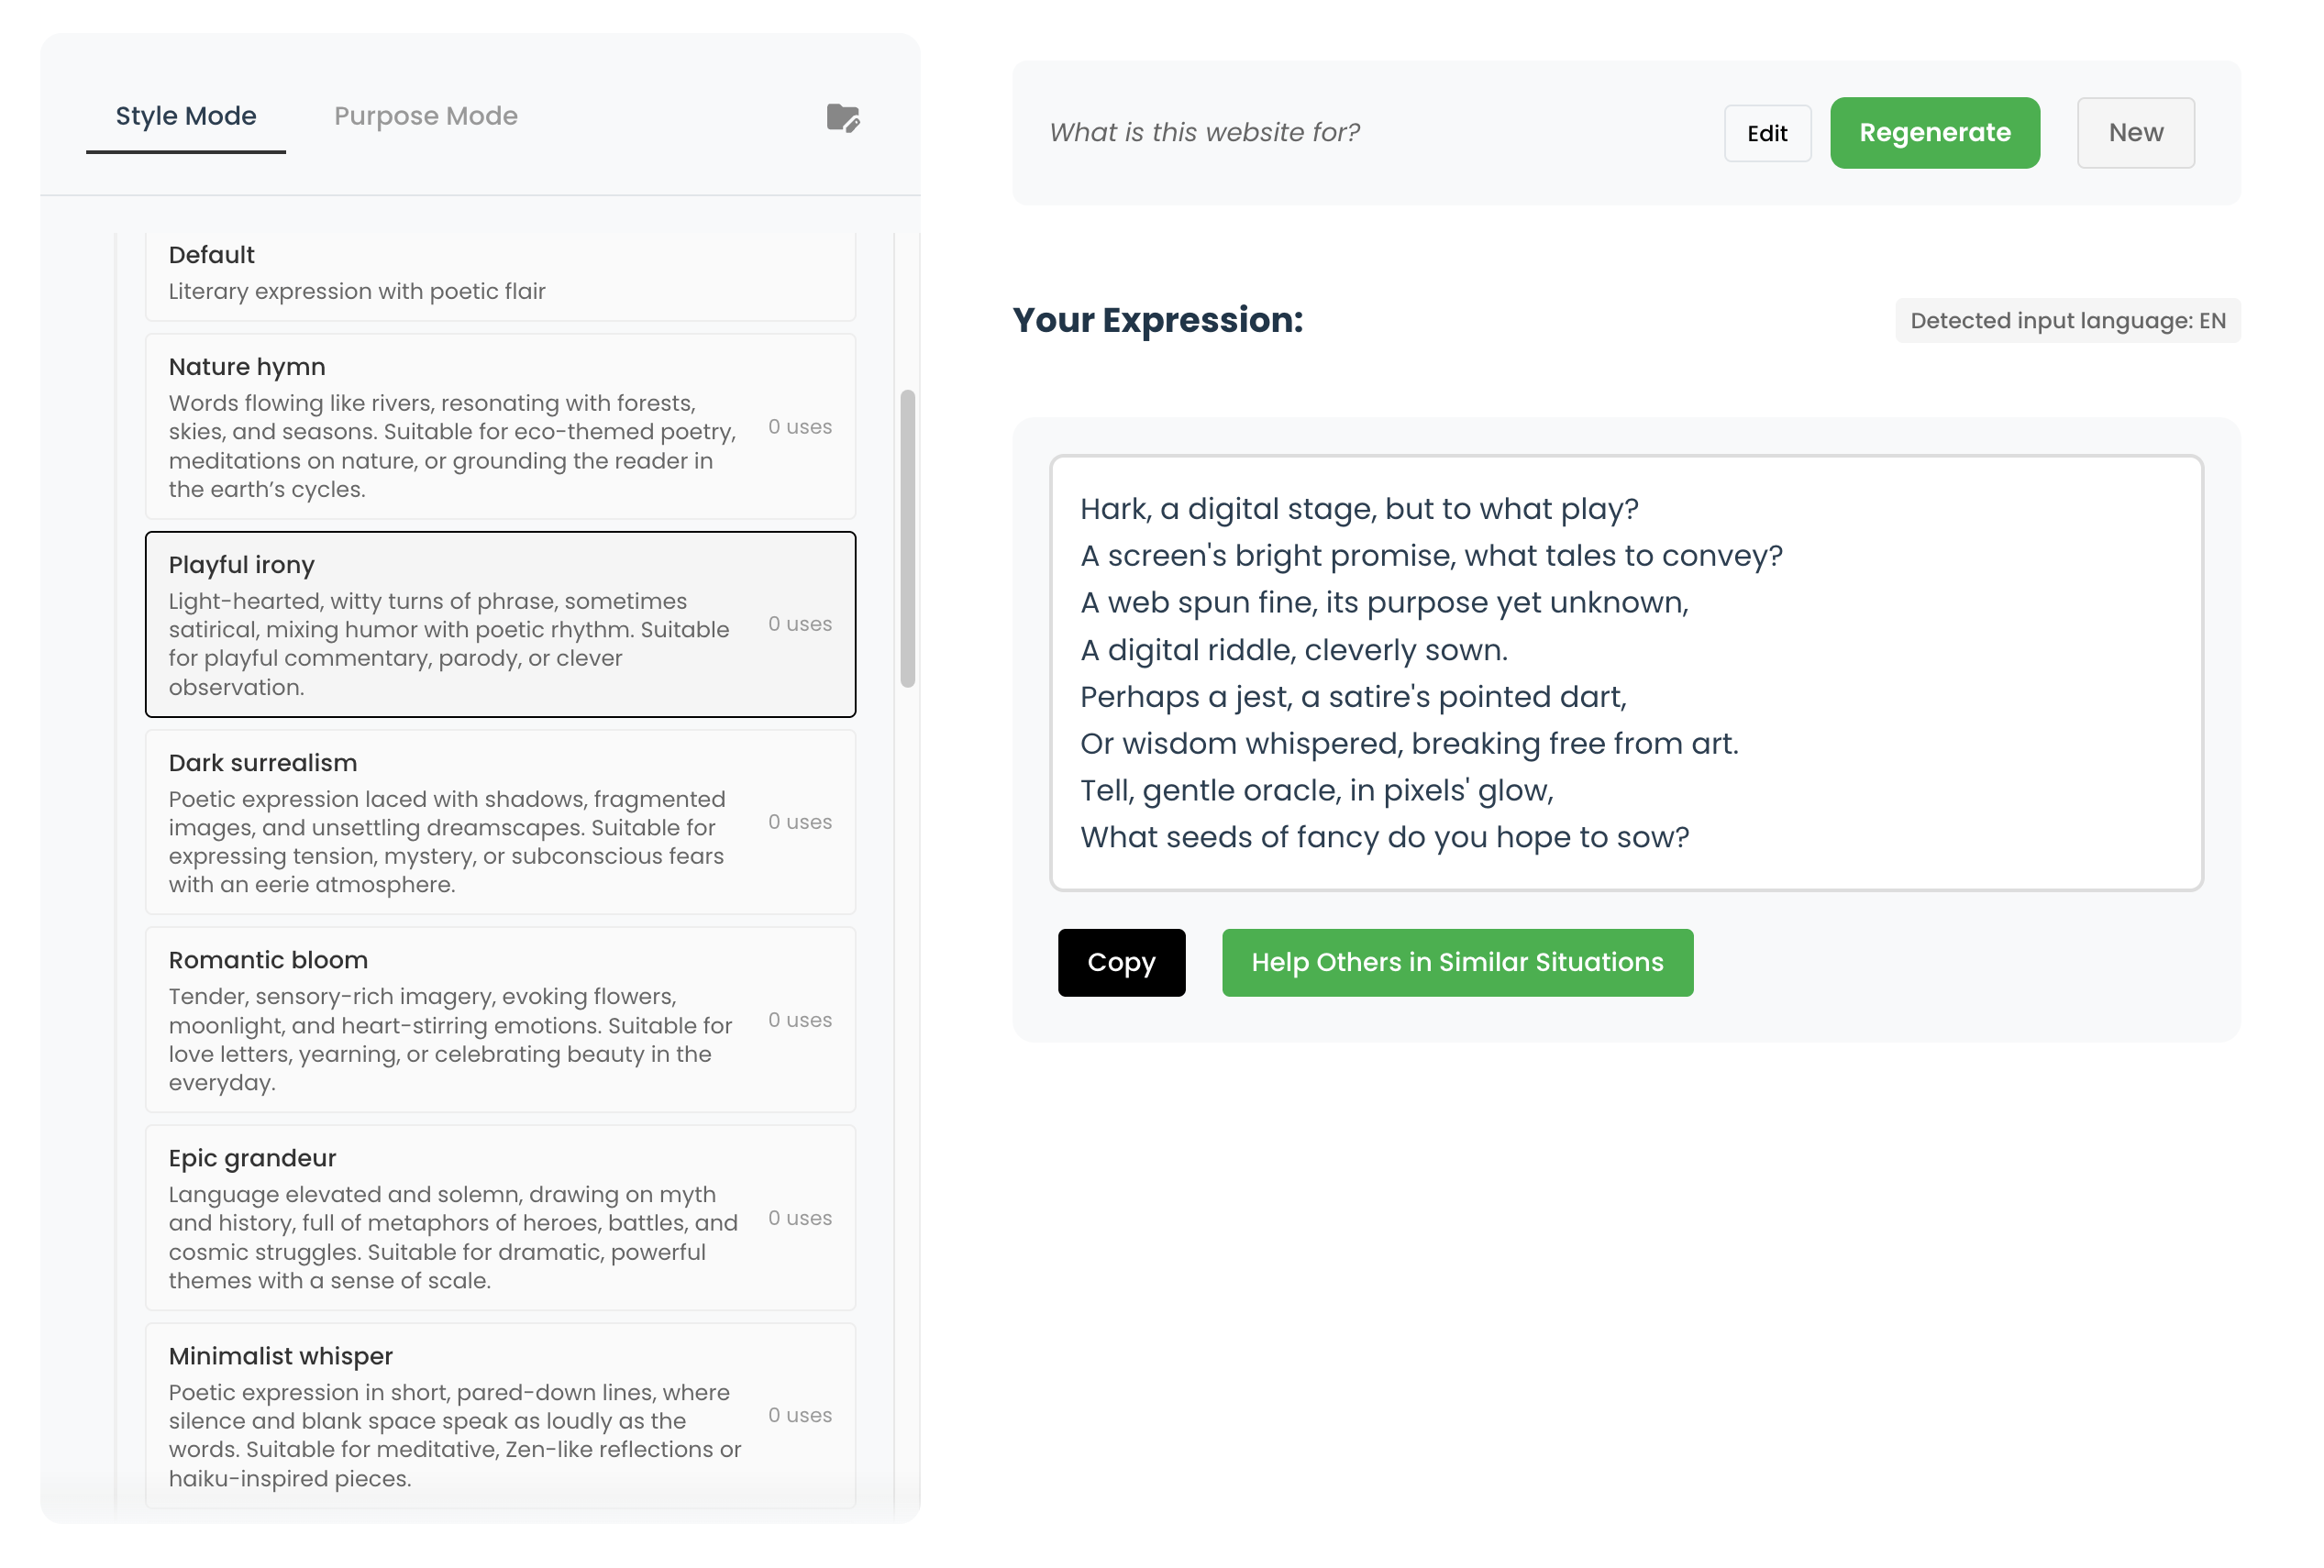 Style Mode
Purpose Mode
Default
Literary expression with poetic flair
Nature hymn
Words flowing like rivers, resonating with forests,
skies, and seasons. Suitable for eco-themed poetry,
meditations on nature, or grounding the reader in
the earth’s cycles.
0 uses
Playful irony
Light-hearted, witty turns of phrase, sometimes
satirical, mixing humor with poetic rhythm. Suitable
for playful commentary, parody, or clever
observation.
0 uses
Dark surrealism
Poetic expression laced with shadows, fragmented
images, and unsettling dreamscapes. Suitable for
expressing tension, mystery, or subconscious fears
with an eerie atmosphere.
0 uses
Romantic bloom
Tender, sensory-rich imagery, evoking flowers,
moonlight, and heart-stirring emotions. Suitable for
love letters, yearning, or celebrating beauty in the
everyday.
0 uses
Epic grandeur
Language elevated and solemn, drawing on myth
and history, full of metaphors of heroes, battles, and
cosmic struggles. Suitable for dramatic, powerful
themes with a sense of scale.
0 uses
Minimalist whisper
Poetic expression in short, pared-down lines, where
silence and blank space speak as loudly as the
words. Suitable for meditative, Zen-like reflections or
haiku-inspired pieces.
0 uses
What is this website for?
Edit
Regenerate
New
Your Expression:
Detected input language: EN
Hark, a digital stage, but to what play?
A screen's bright promise, what tales to convey?
A web spun fine, its purpose yet unknown,
A digital riddle, cleverly sown.
Perhaps a jest, a satire's pointed dart,
Or wisdom whispered, breaking free from art.
Tell, gentle oracle, in pixels' glow,
What seeds of fancy do you hope to sow?
Copy
Help Others in Similar Situations